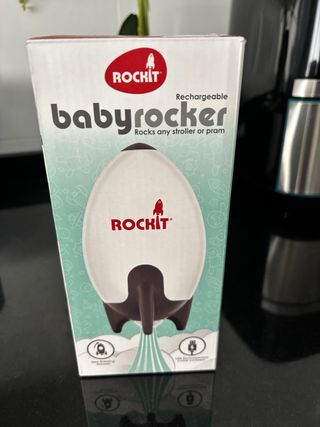 ROCKIT®
Rechargeable
babyrocker
Rocks any stroller or pram
ROCKIT®